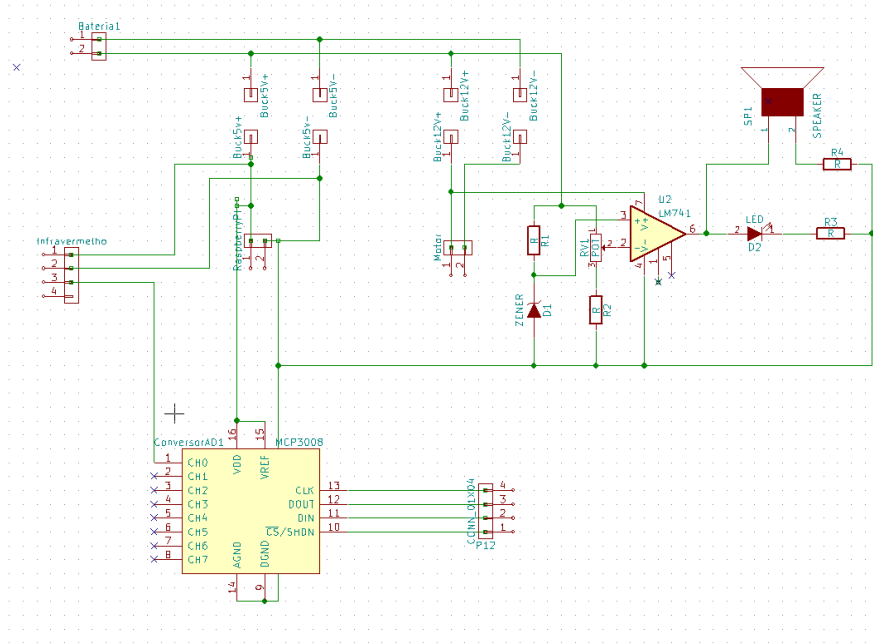 Bateria1
1
2
Buck5V+
1
Buck5V-
1
Buck12V+
1
Buck12V-
1
Buck5v+
1
Buck5v-
1
Buck12V+
1
Buck12V-
1
SP1
SPEAKER
1
2
R4
R
U2
LM741
7
V+
3
+
2
-
V-
6
4
1
5
LED
2
1
D2
R3
R
Infravermelho
1
2
3
4
1
2
Motor
1
2
R
R1
RV1
POT
1
2
3
ZENER
D1
R
R2
ConversorAD1
MCP3008
16
15
VDD
VREF
1
CH0
2
CH1
3
CH2
4
CH3
5
CH4
6
CH5
7
CH6
8
CH7
13
CLK
12
DOUT
11
DIN
10
CS/SHDN
AGND
DGND
14
9
CONN_01X04
4
3
2
1
P12